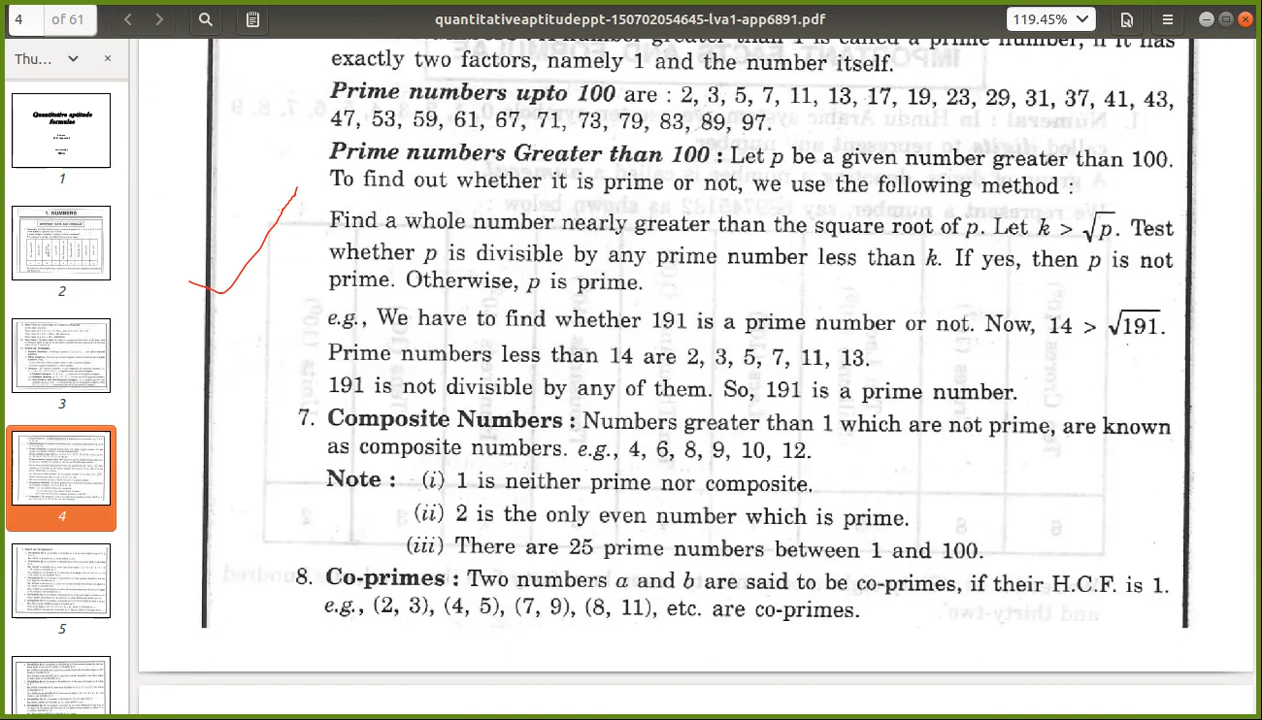 4 of 61
quantitativeaptitudeppt-150702054645-lva1-app6891.pdf
119.45%
Thu...
Quantitative aptitude
formulae
1
2
3
4
5
exactly two factors, namely 1 and the number itself.
Prime numbers upto 100 are : 2, 3, 5, 7, 11, 13, 17, 19, 23, 29, 31, 37, 41, 43,
47, 53, 59, 61, 67, 71, 73, 79, 83, 89, 97.
Prime numbers Greater than 100 : Let p be a given number greater than 100.
To find out whether it is prime or not, we use the following method :
Find a whole number nearly greater than the square root of p. Let k > √p. Test
whether p is divisible by any prime number less than k. If yes, then p is not
prime. Otherwise, p is prime.
e.g., We have to find whether 191 is a prime number or not. Now, 14 > √191.
Prime numbers less than 14 are 2, 3, 5, 7, 11, 13.
191 is not divisible by any of them. So, 191 is a prime number.
7. Composite Numbers : Numbers greater than 1 which are not prime, are known
as composite numbers. e.g., 4, 6, 8, 9, 10, 12.
Note : (i) 1 is neither prime nor composite.
(ii) 2 is the only even number which is prime.
(iii) There are 25 prime numbers between 1 and 100.
8. Co-primes : Two numbers a and b are said to be co-primes, if their H.C.F. is 1.
e.g., (2, 3), (4, 5), (7, 9), (8, 11), etc. are co-primes.